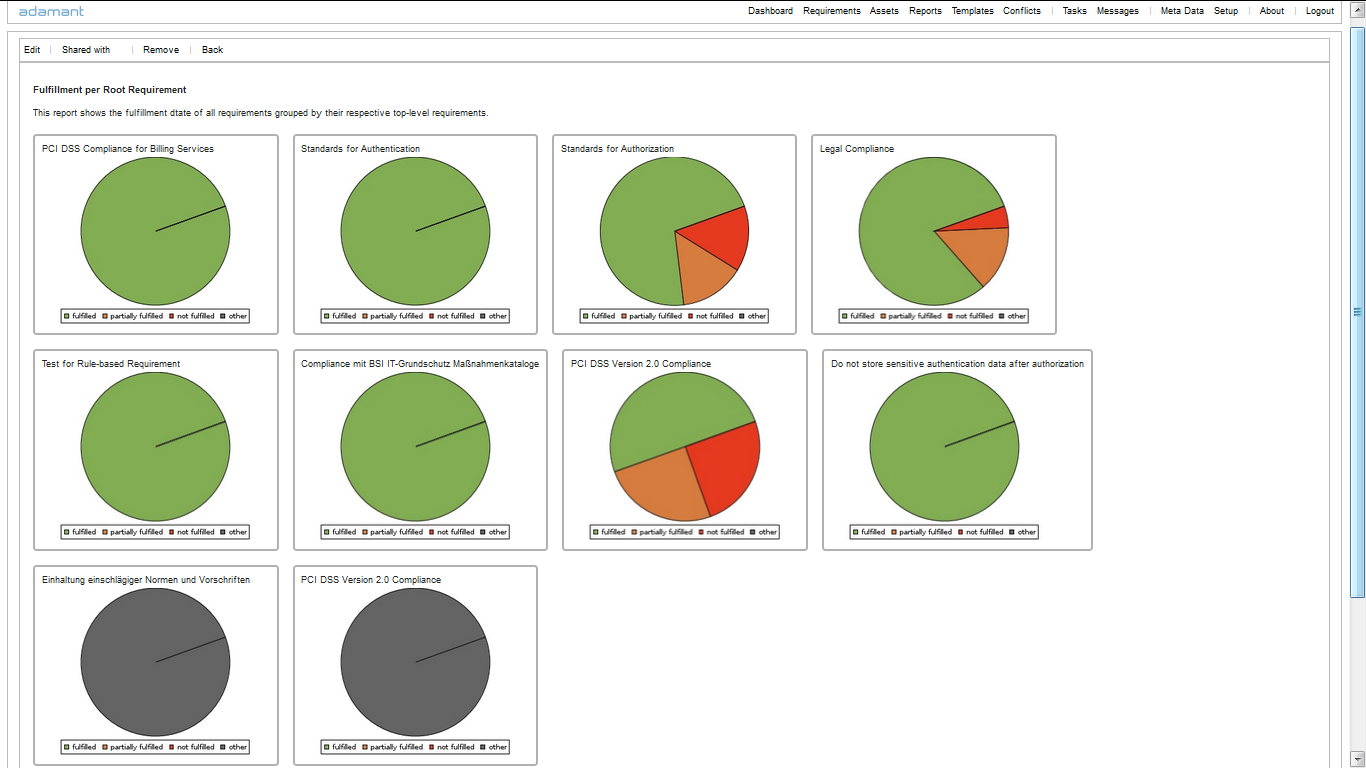 adamant
Dashboard Requirements Assets Reports Templates Conflicts | Tasks Messages | Meta Data Setup | About | Logout
Edit | Shared with | Remove | Back
Fulfillment per Root Requirement
This report shows the fulfillment dtate of all requirements grouped by their respective top-level requirements.
PCI DSS Compliance for Billing Services
fulfilled partially fulfilled not fulfilled other
Standards for Authentication
fulfilled partially fulfilled not fulfilled other
Standards for Authorization
fulfilled partially fulfilled not fulfilled other
Legal Compliance
fulfilled partially fulfilled not fulfilled other
Test for Rule-based Requirement
fulfilled partially fulfilled not fulfilled other
Compliance mit BSI IT-Grundschutz Maßnahmenkataloge
fulfilled partially fulfilled not fulfilled other
PCI DSS Version 2.0 Compliance
fulfilled partially fulfilled not fulfilled other
Do not store sensitive authentication data after authorization
fulfilled partially fulfilled not fulfilled other
Einhaltung einschlägiger Normen und Vorschriften
fulfilled partially fulfilled not fulfilled other
PCI DSS Version 2.0 Compliance
fulfilled partially fulfilled not fulfilled other